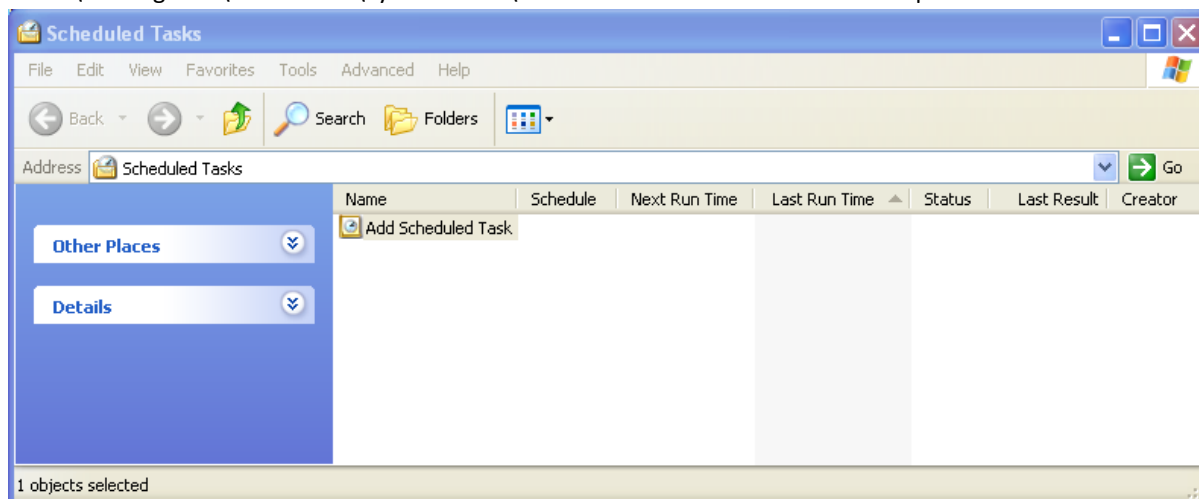 Scheduled Tasks
File Edit View Favorites Tools Advanced Help
Back Search Folders
Address Scheduled Tasks Go
Name Schedule Next Run Time Last Run Time Status Last Result Creator
Add Scheduled Task
Other Places
Details
1 objects selected